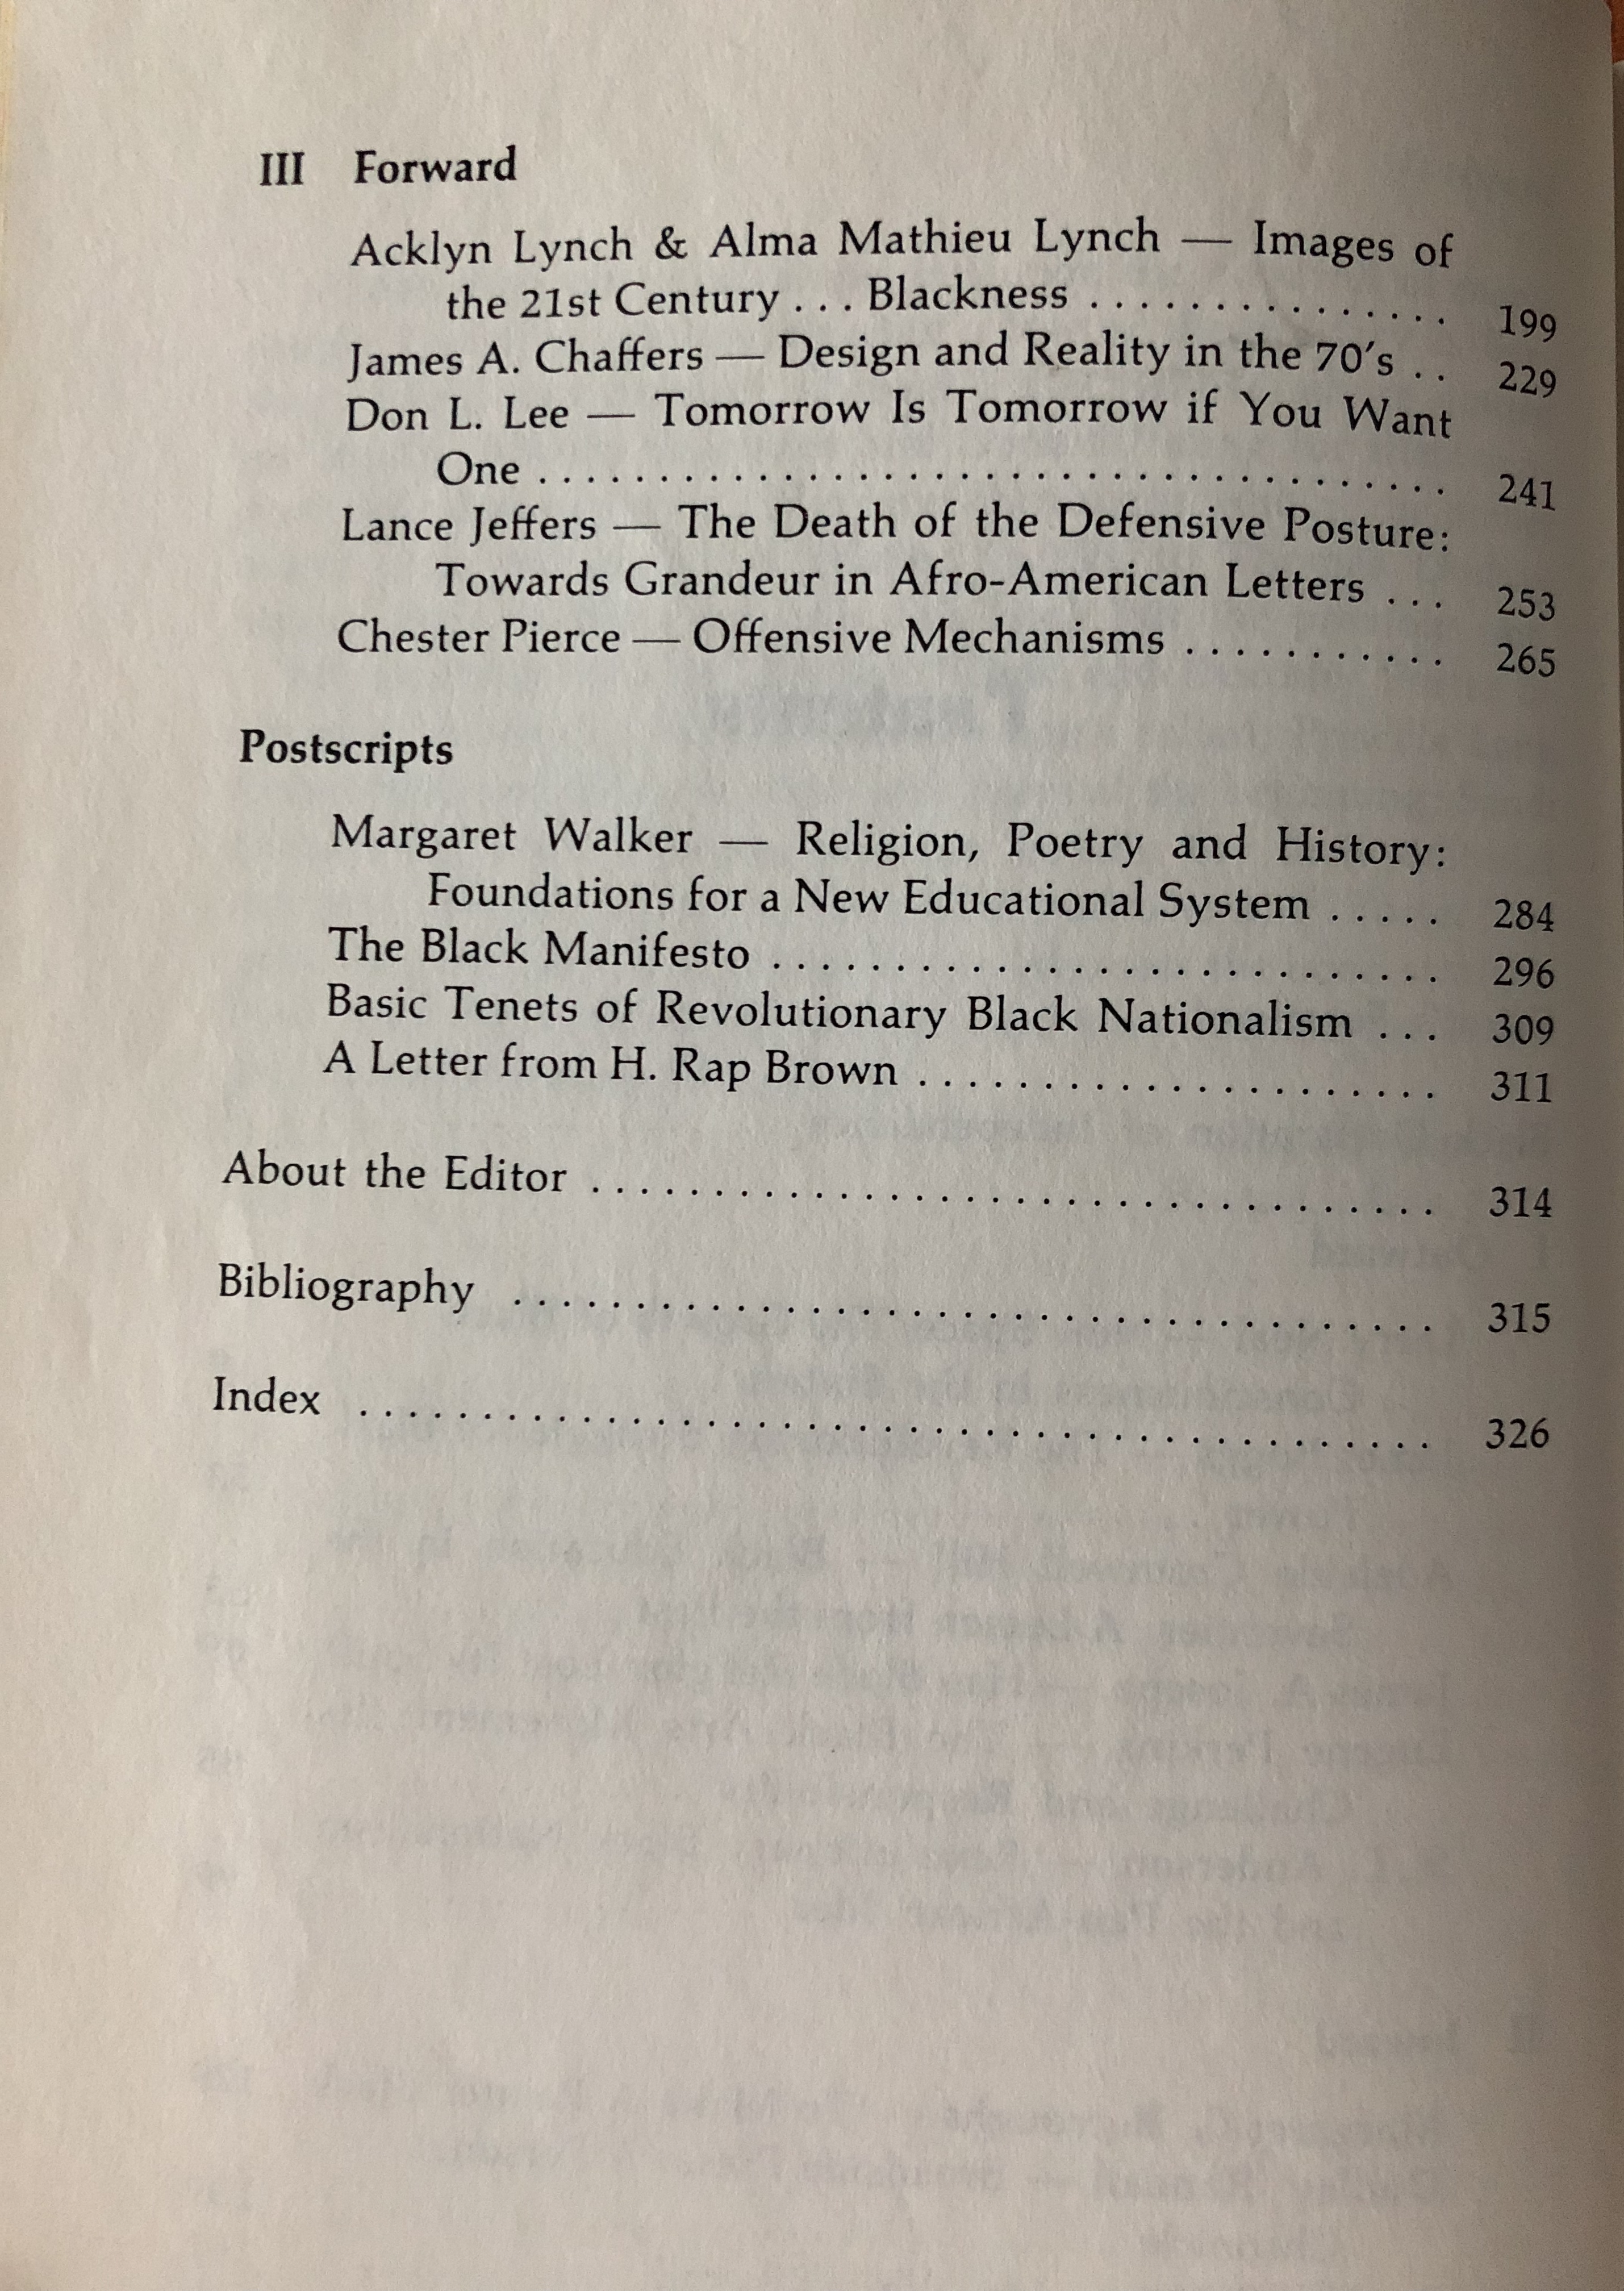 III Forward
Acklyn Lynch & Alma Mathieu Lynch — Images of
the 21st Century . . . Blackness . . . . . . . . . . . . . . . 199
James A. Chaffers — Design and Reality in the 70's . . 229
Don L. Lee — Tomorrow Is Tomorrow if You Want
One . . . . . . . . . . . . . . . . . . . . . . . . . . . . . . . . . . . . . 241
Lance Jeffers — The Death of the Defensive Posture:
Towards Grandeur in Afro-American Letters . . . 253
Chester Pierce — Offensive Mechanisms . . . . . . . . . . . 265
Postscripts
Margaret Walker — Religion, Poetry and History:
Foundations for a New Educational System . . . . . 284
The Black Manifesto . . . . . . . . . . . . . . . . . . . . . . . . . . . 296
Basic Tenets of Revolutionary Black Nationalism . . . 309
A Letter from H. Rap Brown . . . . . . . . . . . . . . . . . . . . . 311
About the Editor . . . . . . . . . . . . . . . . . . . . . . . . . . . . . . . . . . 314
Bibliography . . . . . . . . . . . . . . . . . . . . . . . . . . . . . . . . . . . . . 315
Index . . . . . . . . . . . . . . . . . . . . . . . . . . . . . . . . . . . . . . . . . . . 326